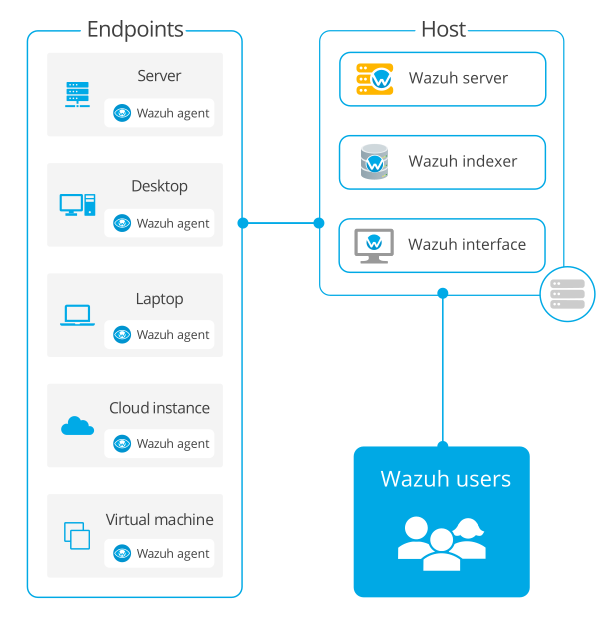 Endpoints
Server
Wazuh agent
Desktop
Wazuh agent
Laptop
Wazuh agent
Cloud instance
Wazuh agent
Virtual machine
Wazuh agent
Host
W
Wazuh server
W
Wazuh indexer
W
Wazuh interface
Wazuh users